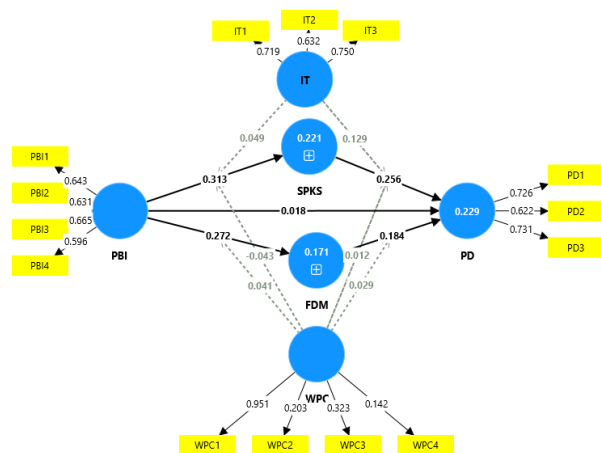 IT2
IT1
IT3
0.632
0.719
0.750
IT
0.049
0.129
0.221
SPKS
PBI1
0.643
0.313
0.256
PBI2
0.631
PD1
0.726
PBI3
0.665
0.018
0.229
0.622
PD2
PBI4
0.596
0.272
0.184
0.731
PD3
PBI
0.171
-0.043
0.012
PD
0.041
0.029
FDM
WPC
0.951
0.203
0.323
0.142
WPC1
WPC2
WPC3
WPC4